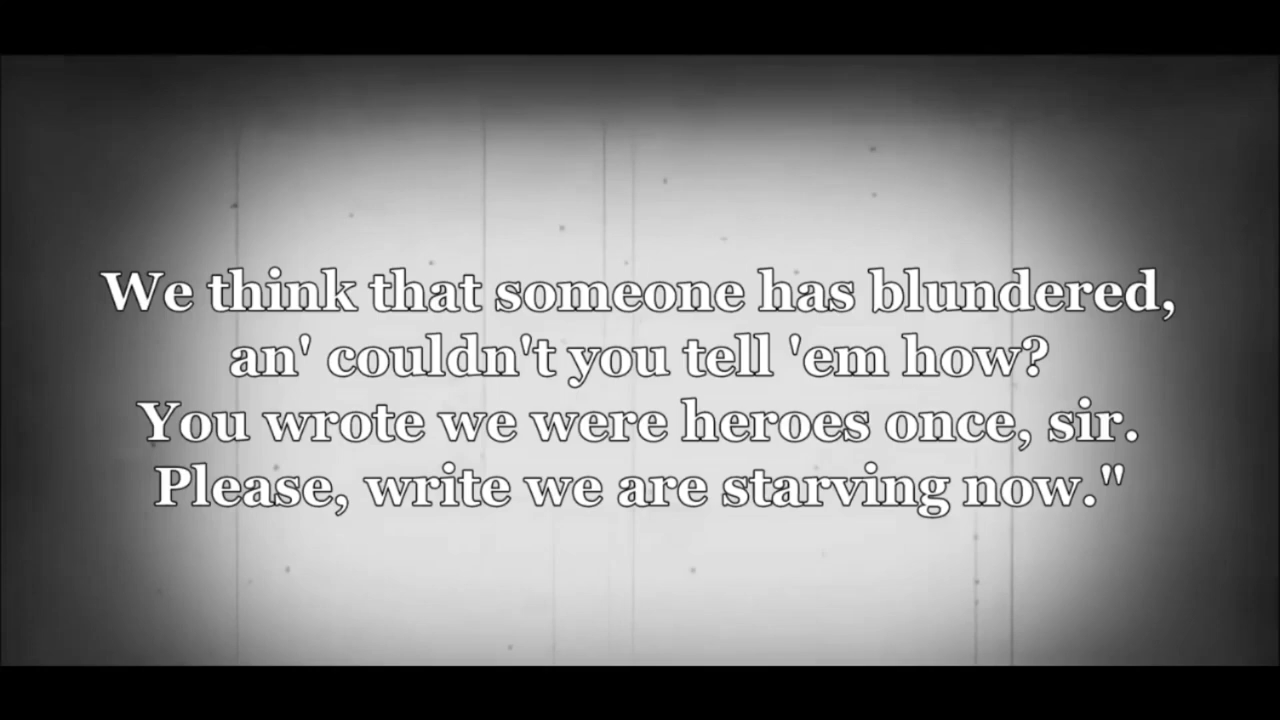 We think that someone has blundered,
an' couldn't you tell 'em how?
You wrote we were heroes once, sir.
Please, write we are starving now."